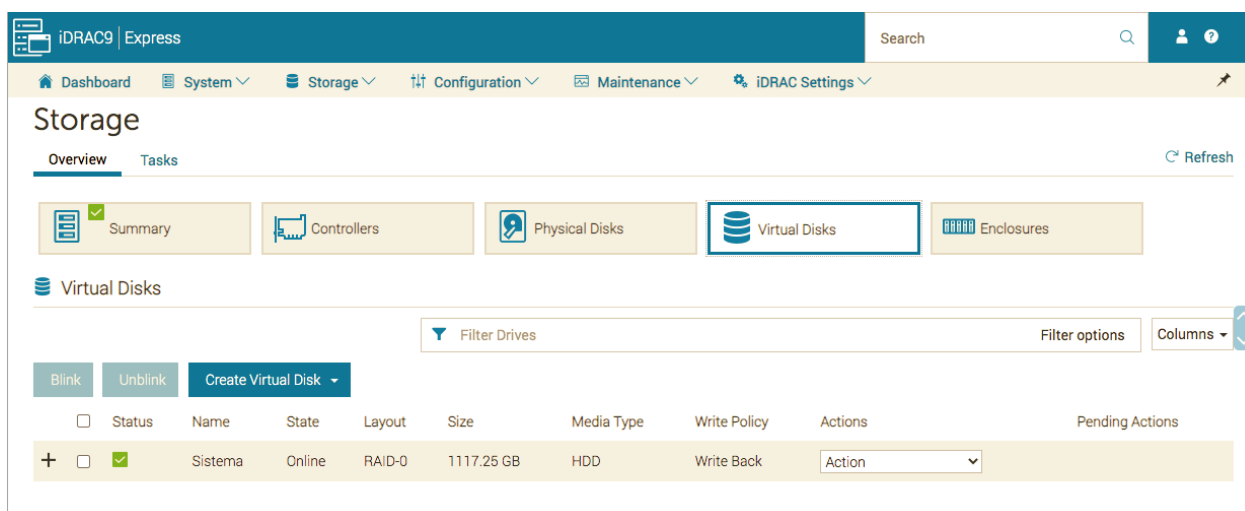 iDRAC9 | Express
Search
Dashboard System Storage Configuration Maintenance iDRAC Settings
Storage
Overview Tasks
Refresh
Summary Controllers Physical Disks Virtual Disks Enclosures
Virtual Disks
Filter Drives Filter options Columns
Blink Unblink Create Virtual Disk
Status Name State Layout Size Media Type Write Policy Actions Pending Actions
+ Sistema Online RAID-0 1117.25 GB HDD Write Back Action